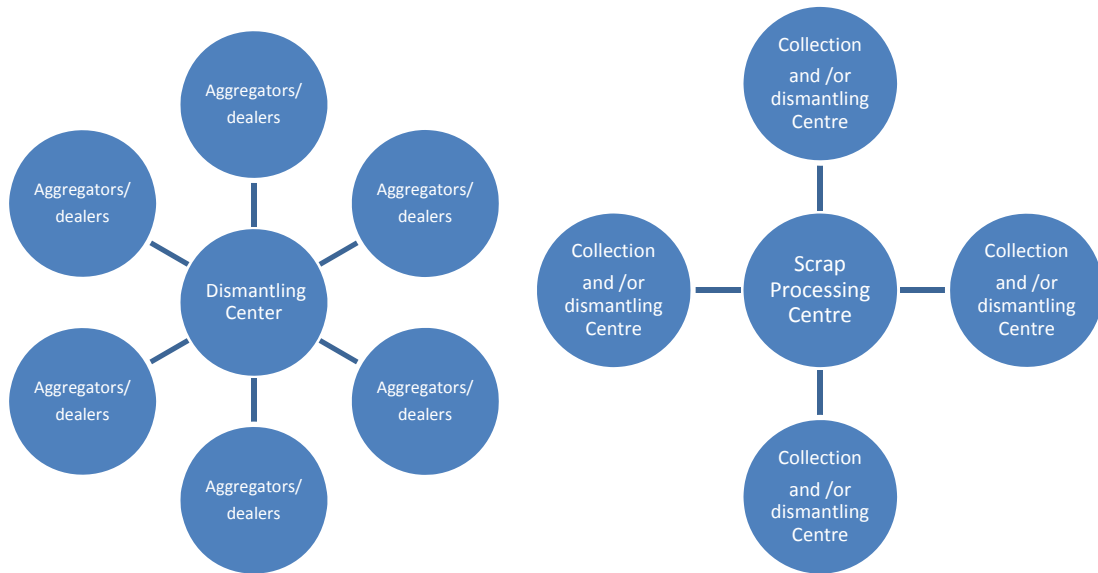 Aggregators/
dealers
Aggregators/
dealers
Aggregators/
dealers
Dismantling
Center
Aggregators/
dealers
Aggregators/
dealers
Aggregators/
dealers
Collection
and /or
dismantling
Centre
Collection
and /or
dismantling
Centre
Scrap
Processing
Centre
Collection
and /or
dismantling
Centre
Collection
and /or
dismantling
Centre